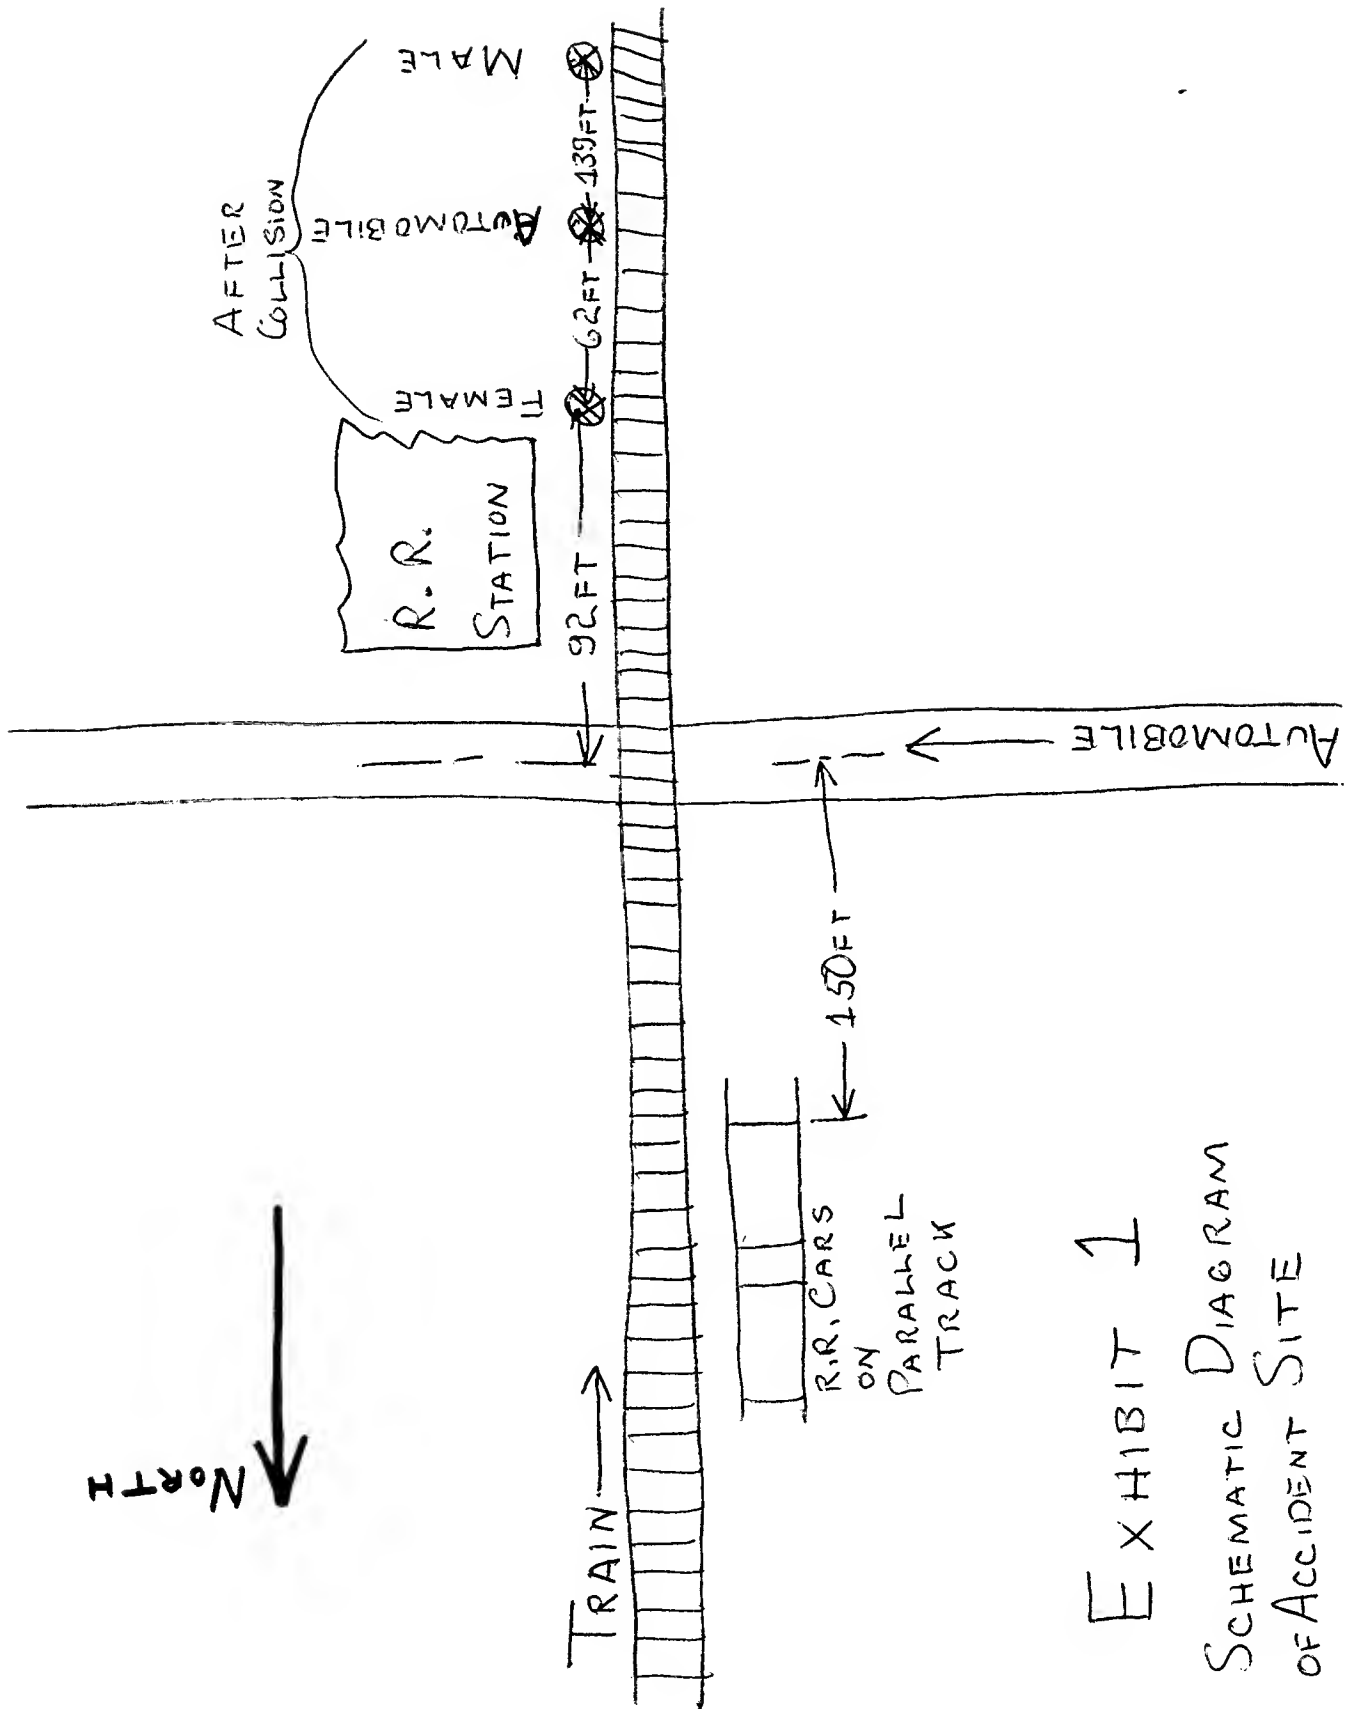 NORTH
TRAIN
R.R. CARS
ON
PARALLEL
TRACK
150FT
AUTOMOBILE
92FT
R.R.
STATION
AFTER
COLLISION
FEMALE
62FT
AUTOMOBILE
139FT
MALE
EXHIBIT 1
SCHEMATIC DIAGRAM
OF ACCIDENT SITE